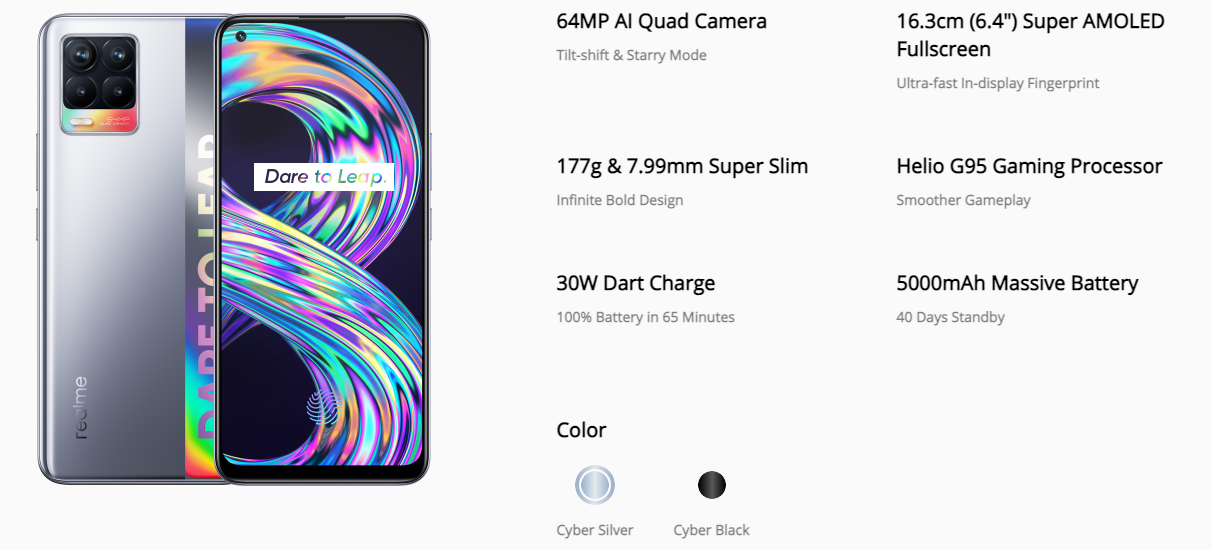 64MP
realme
DARE TO LEAP
Dare to Leap.
64MP AI Quad Camera
Tilt-shift & Starry Mode
16.3cm (6.4") Super AMOLED
Fullscreen
Ultra-fast In-display Fingerprint
177g & 7.99mm Super Slim
Infinite Bold Design
Helio G95 Gaming Processor
Smoother Gameplay
30W Dart Charge
100% Battery in 65 Minutes
5000mAh Massive Battery
40 Days Standby
Color
Cyber Silver
Cyber Black